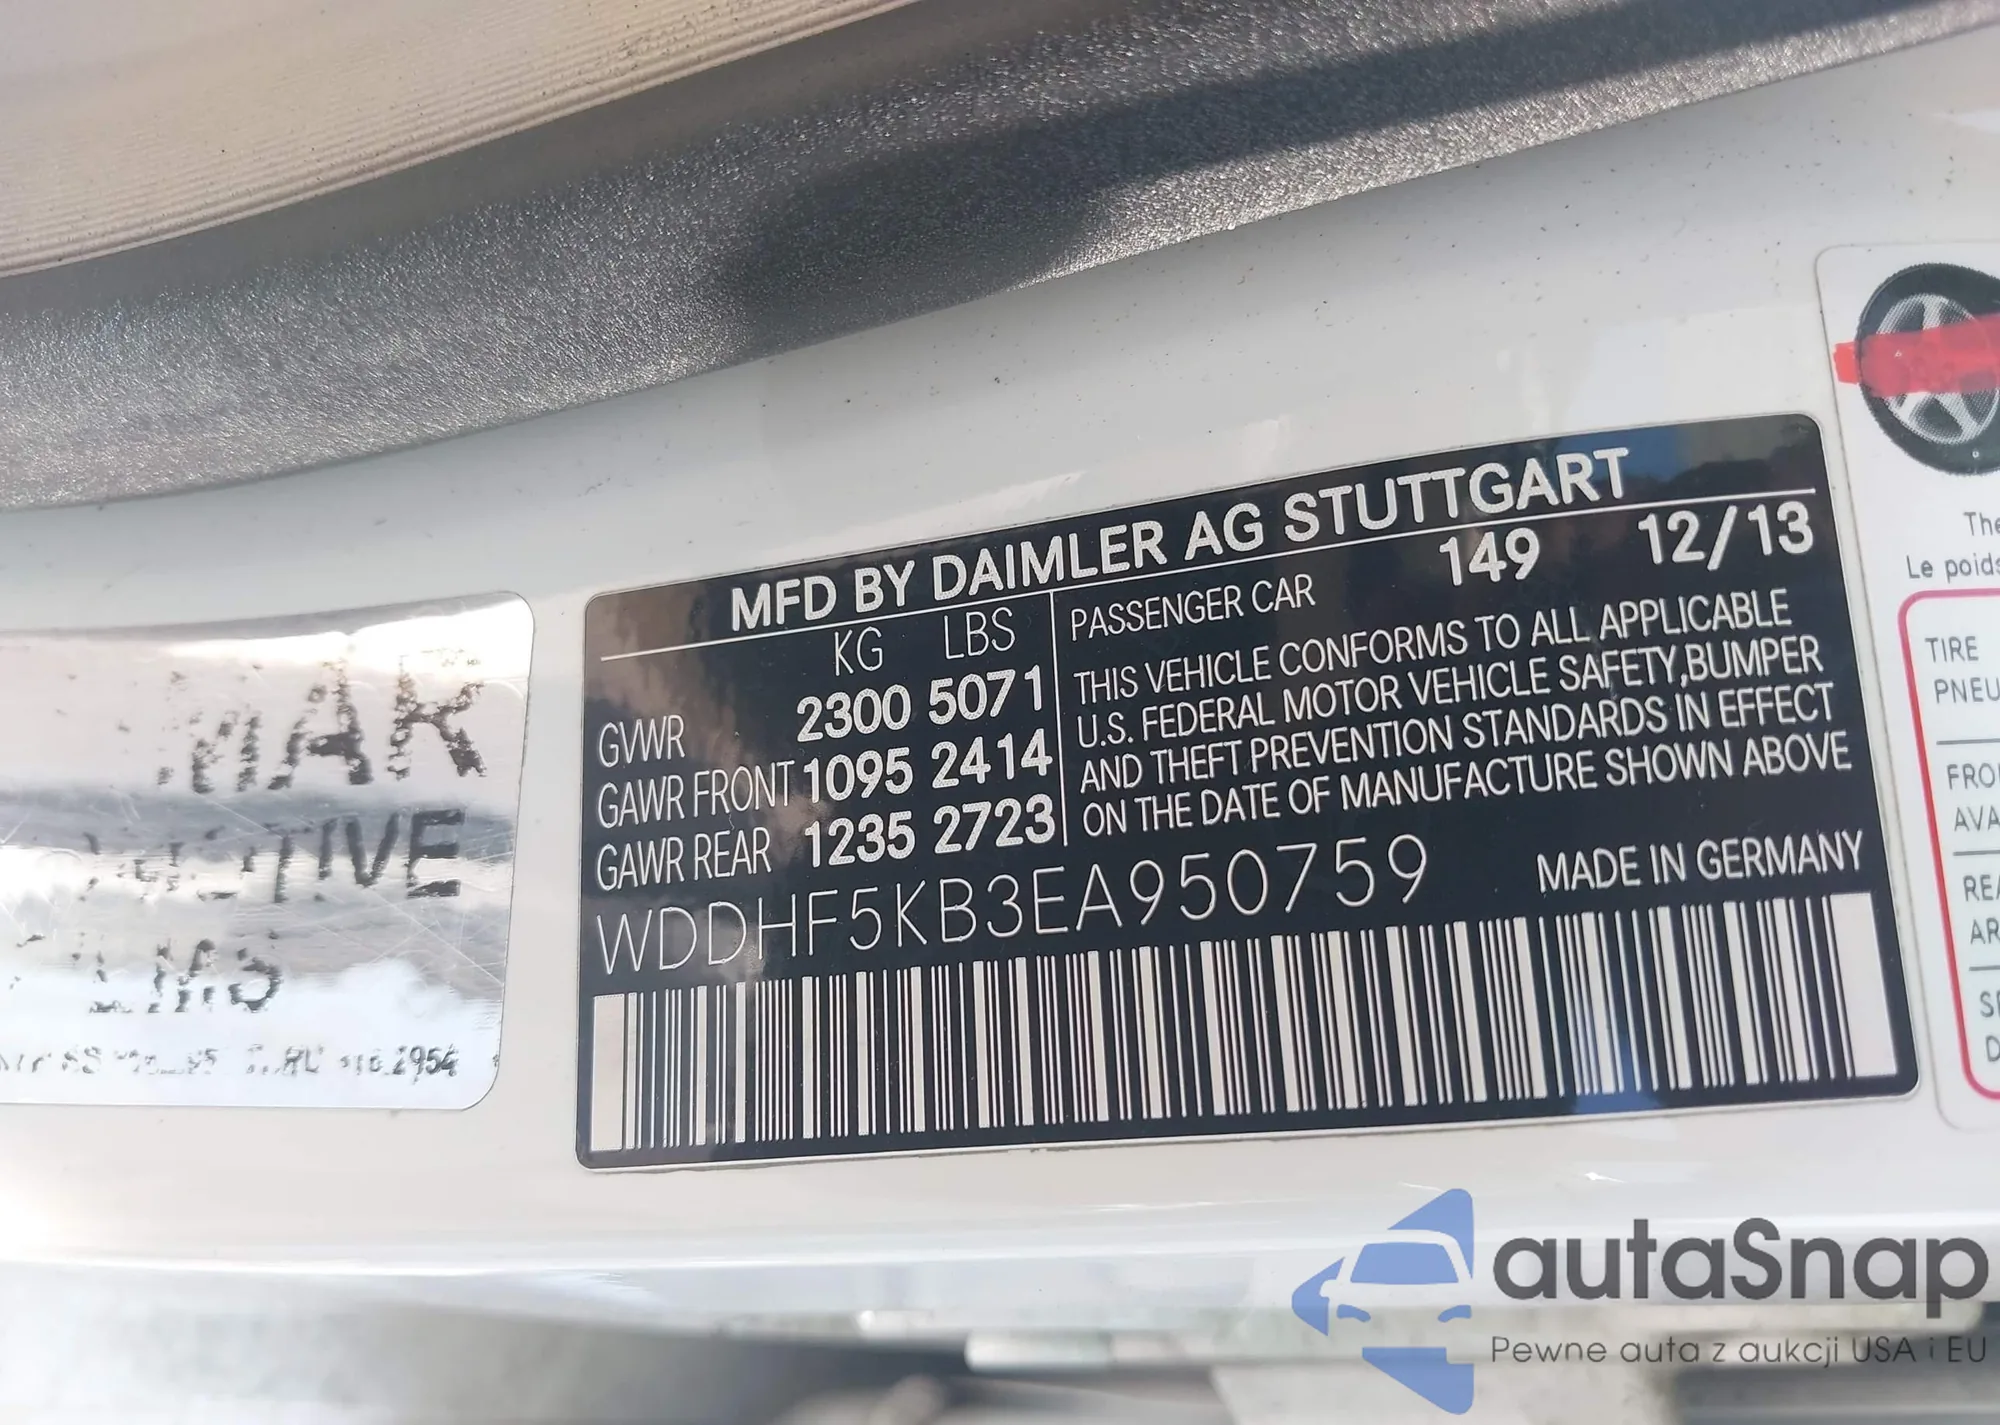 MFD BY DAIMLER AG STUTTGART
KG LBS PASSENGER CAR 149 12/13
GVWR 2300 5071
GAWR FRONT 1095 2414
GAWR REAR 1235 2723
THIS VEHICLE CONFORMS TO ALL APPLICABLE
U.S. FEDERAL MOTOR VEHICLE SAFETY,BUMPER
AND THEFT PREVENTION STANDARDS IN EFFECT
ON THE DATE OF MANUFACTURE SHOWN ABOVE
WDDHF5KB3EA950759 MADE IN GERMANY
Le
TIRE
autaSnap
Pewne auta z aukcji USA i EU